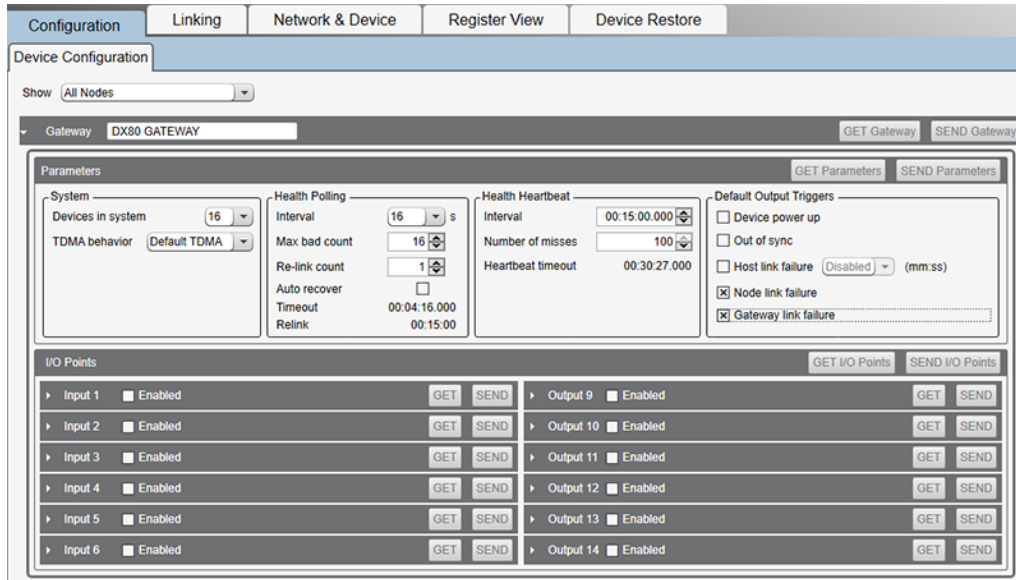 Configuration Linking Network & Device Register View Device Restore
Device Configuration
Show All Nodes
Gateway DX80 GATEWAY GET Gateway SEND Gateway
Parameters GET Parameters SEND Parameters
System
Devices in system 16
TDMA behavior Default TDMA
Health Polling
Interval 16 s
Max bad count 16
Re-link count 1
Auto recover
Timeout 00:04:16.000
Relink 00:15:00
Health Heartbeat
Interval 00:15:00.000
Number of misses 100
Heartbeat timeout 00:30:27.000
Default Output Triggers
Device power up
Out of sync
Host link failure Disabled (mm:ss)
Node link failure
Gateway link failure
I/O Points GET I/O Points SEND I/O Points
Input 1 Enabled GET SEND Output 9 Enabled GET SEND
Input 2 Enabled GET SEND Output 10 Enabled GET SEND
Input 3 Enabled GET SEND Output 11 Enabled GET SEND
Input 4 Enabled GET SEND Output 12 Enabled GET SEND
Input 5 Enabled GET SEND Output 13 Enabled GET SEND
Input 6 Enabled GET SEND Output 14 Enabled GET SEND